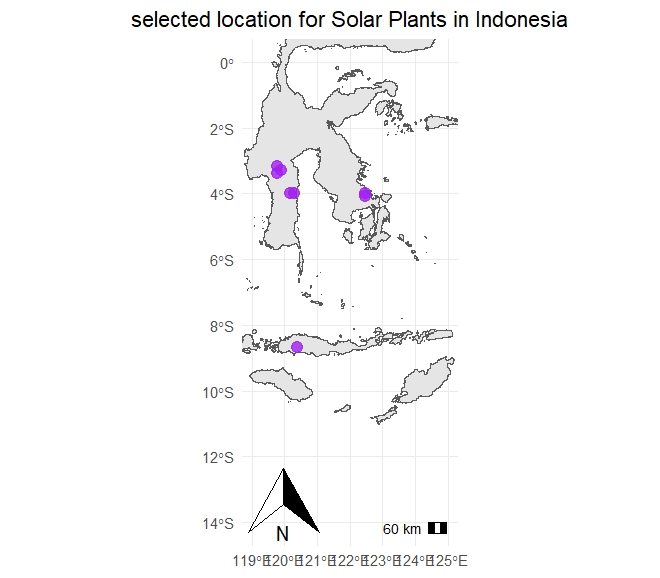 selected location for Solar Plants in Indonesia
0°
2°S
4°S
6°S
8°S
10°S
12°S
14°S
N
60 km
119°E120°E121°E122°E123°E124°E125°E